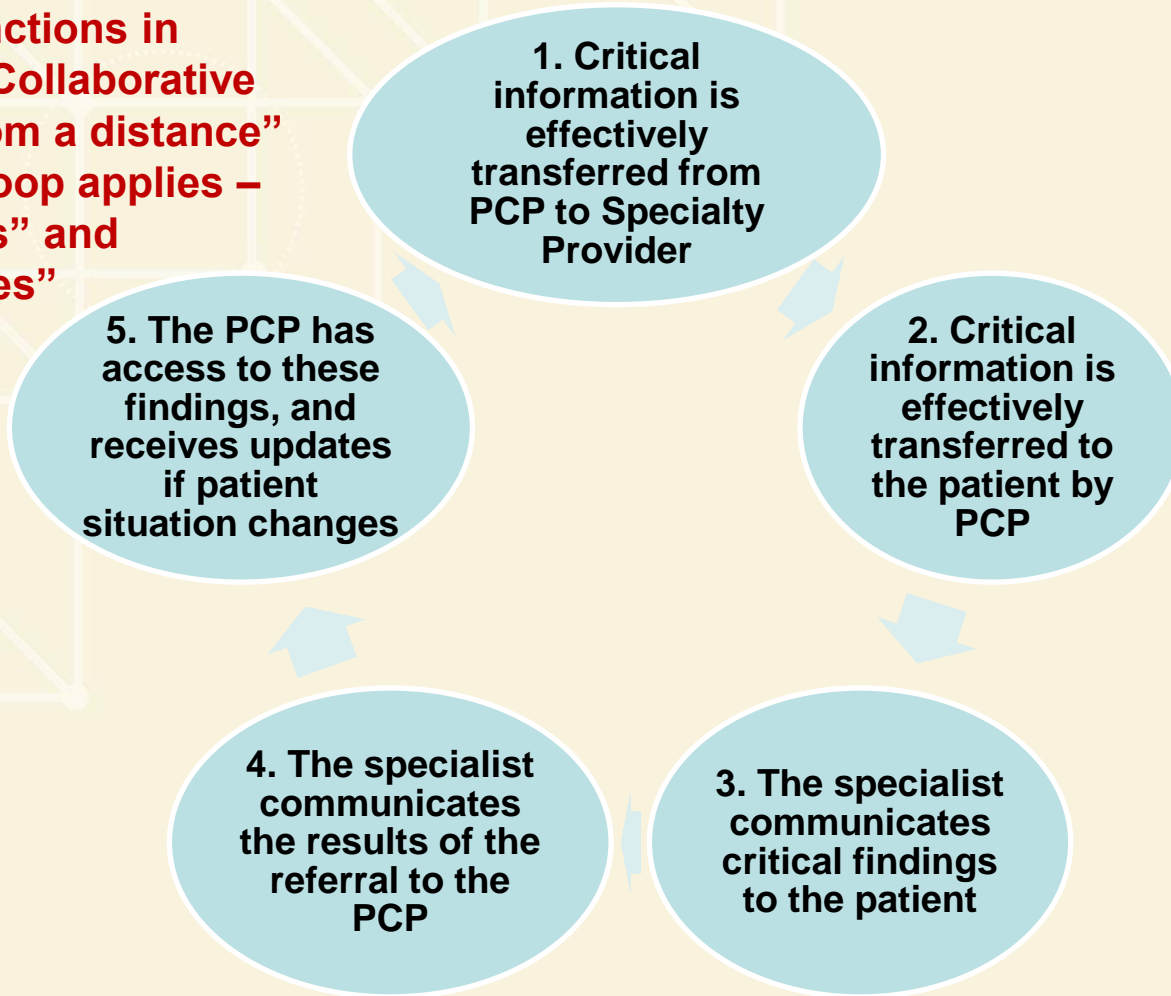 ctions in
Collaborative
om a distance”
oop applies –
s” and
es”
1. Critical
information is
effectively
transferred from
PCP to Specialty
Provider
2. Critical
information is
effectively
transferred to
the patient by
PCP
3. The specialist
communicates
critical findings
to the patient
4. The specialist
communicates
the results of the
referral to the
PCP
5. The PCP has
access to these
findings, and
receives updates
if patient
situation changes